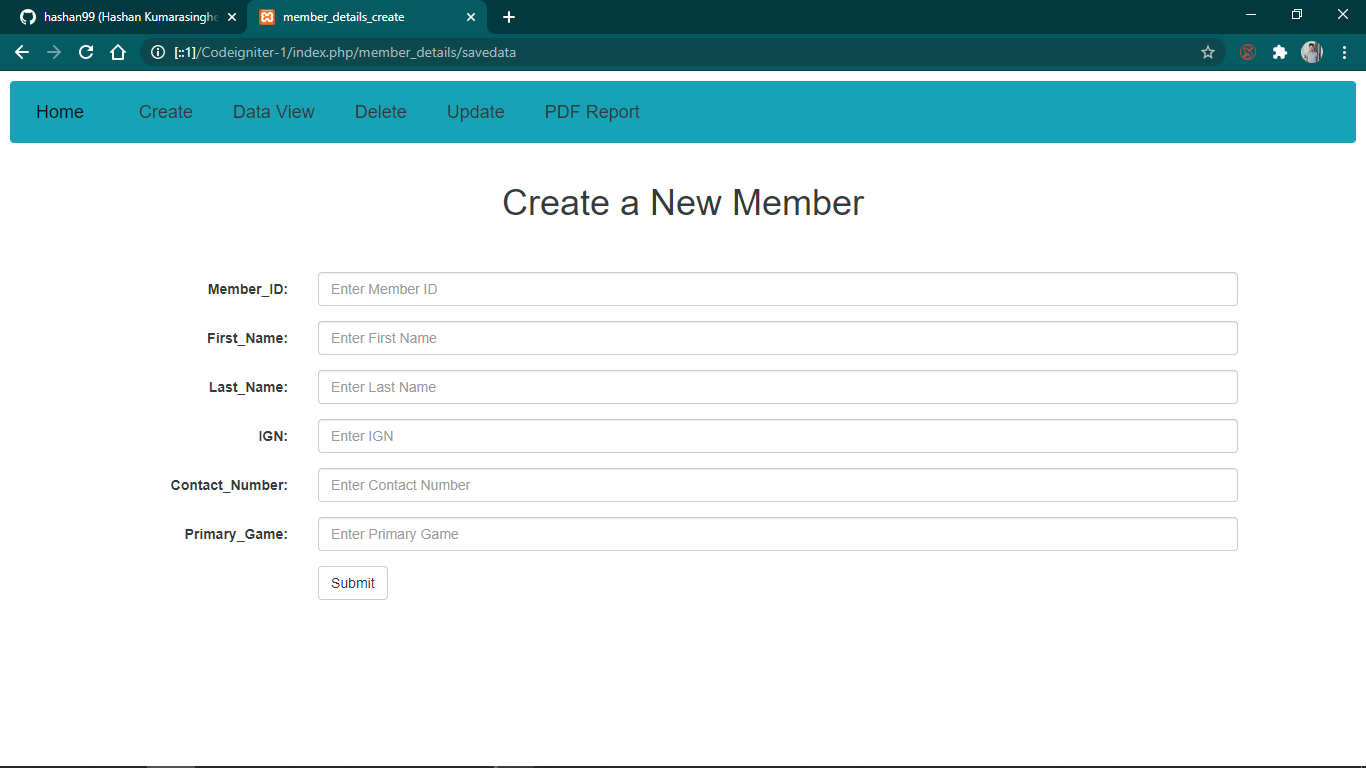 hashan99 (Hashan Kumarasinghe
member_details_create
[::1]/Codeigniter-1/index.php/member_details/savedata
Home Create Data View Delete Update PDF Report
Create a New Member
Member_ID: Enter Member ID
First_Name: Enter First Name
Last_Name: Enter Last Name
IGN: Enter IGN
Contact_Number: Enter Contact Number
Primary_Game: Enter Primary Game
Submit